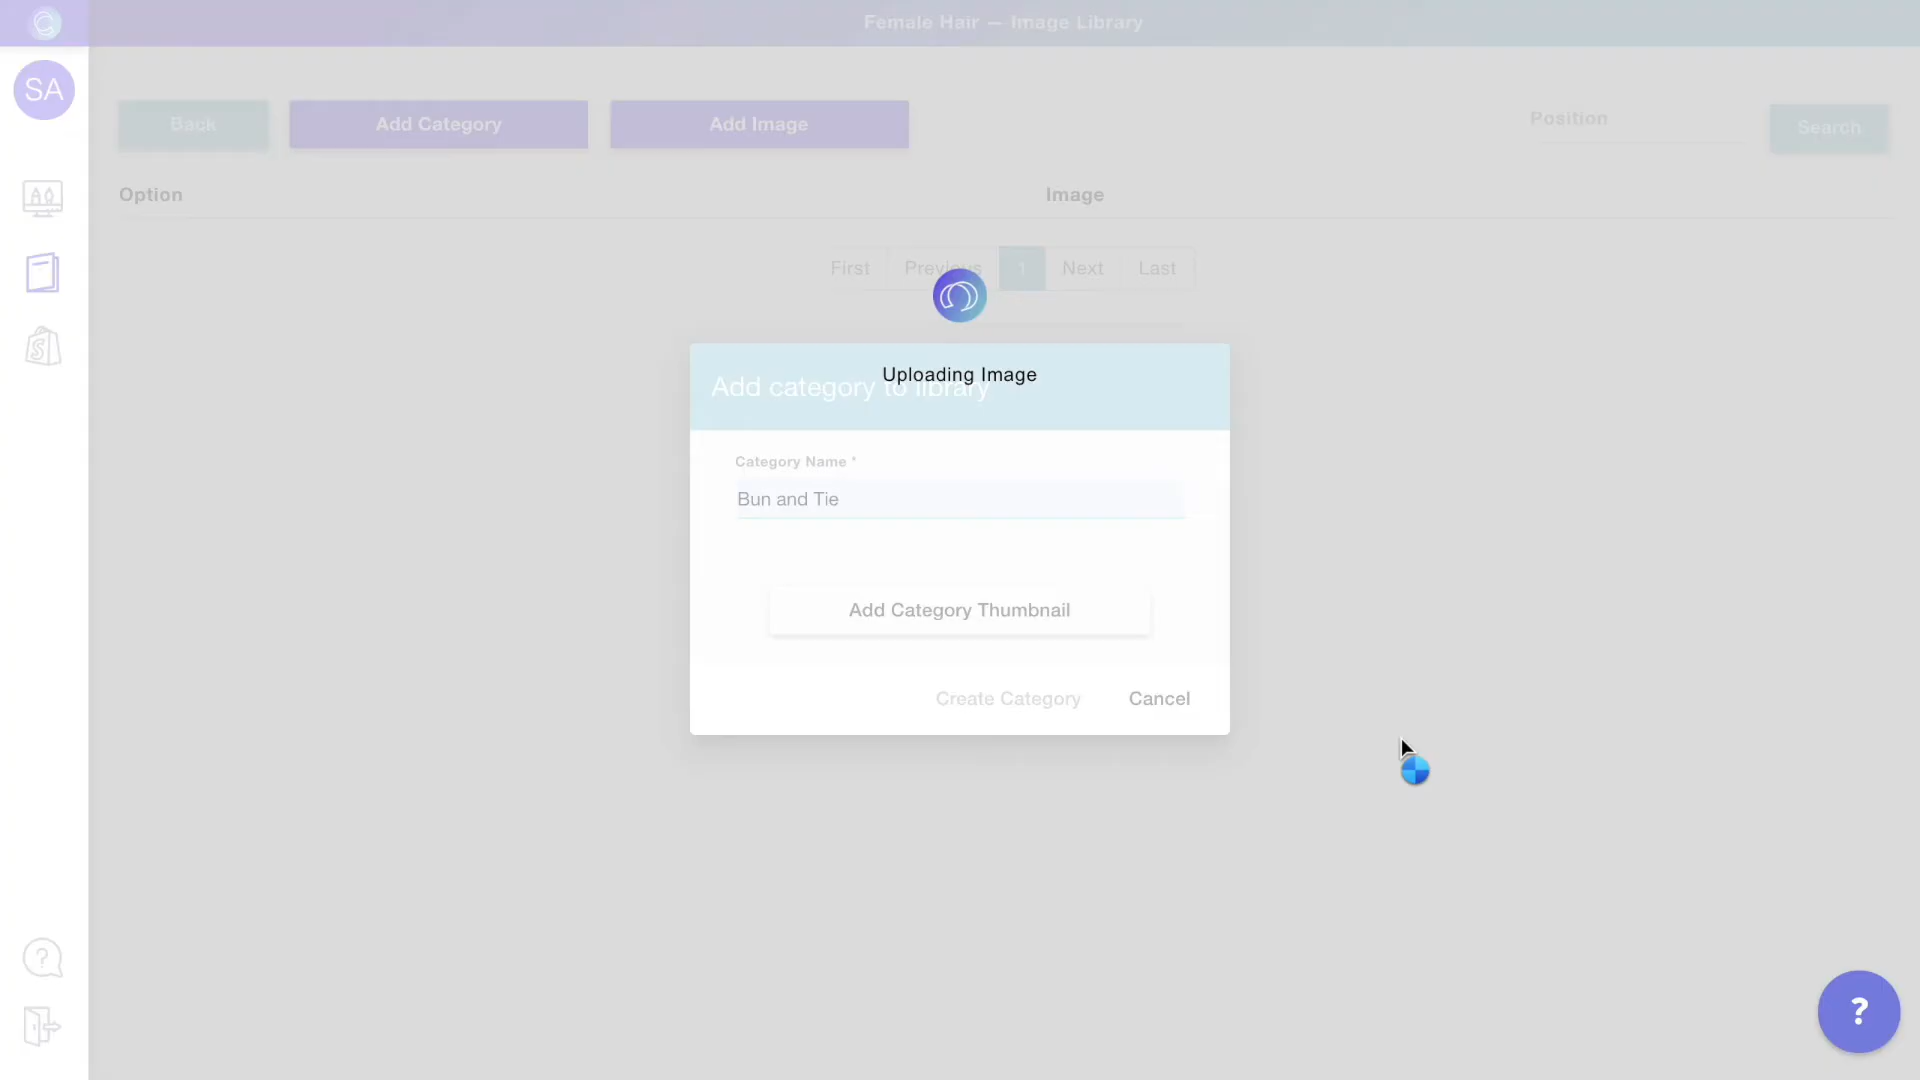 Female Hair — Image Library
SA
Back
Add Category
Add Image
Position
Search
Option
Image
First
Previous
1
Next
Last
Uploading Image
Add category to library
Category Name *
Bun and Tie
Add Category Thumbnail
Create Category
Cancel
?